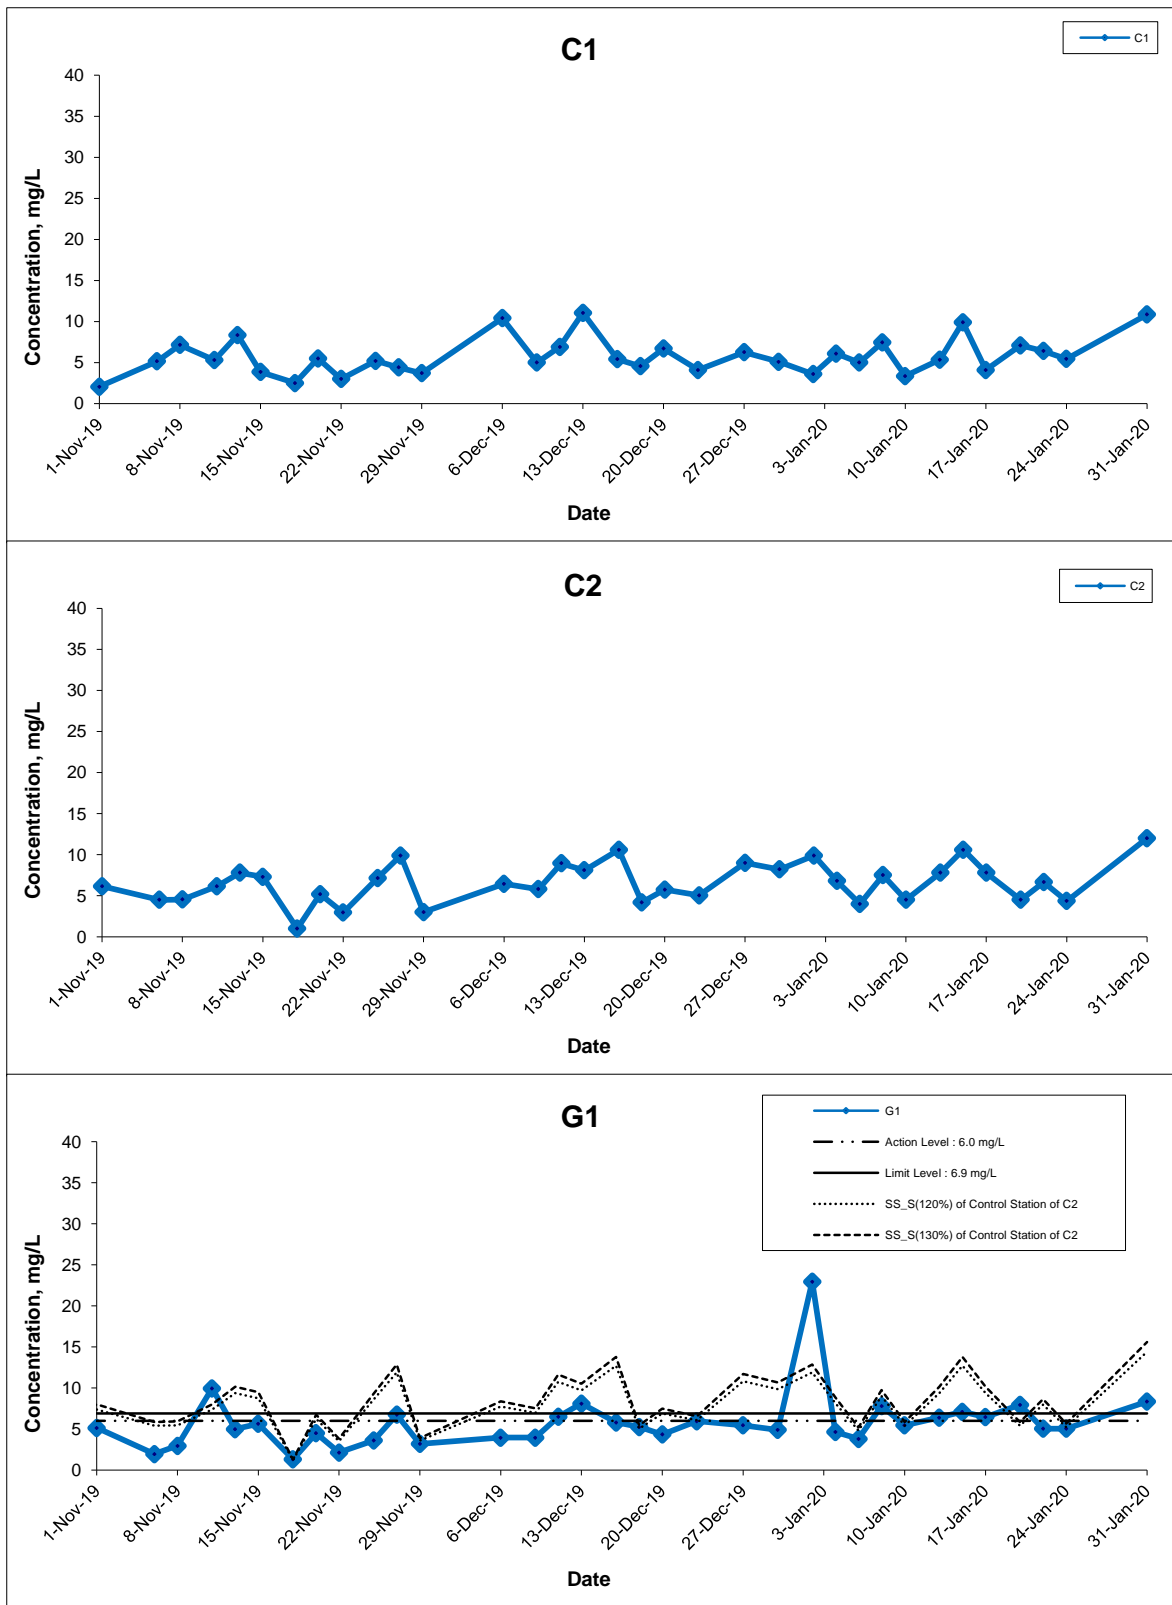 C1
C1
40
35
30
25
20
15
10
5
0
Concentration, mg/L
1-Nov-19
8-Nov-19
15-Nov-19
22-Nov-19
29-Nov-19
6-Dec-19
13-Dec-19
20-Dec-19
27-Dec-19
3-Jan-20
10-Jan-20
17-Jan-20
24-Jan-20
31-Jan-20
Date
C2
C2
40
35
30
25
20
15
10
5
0
Concentration, mg/L
1-Nov-19
8-Nov-19
15-Nov-19
22-Nov-19
29-Nov-19
6-Dec-19
13-Dec-19
20-Dec-19
27-Dec-19
3-Jan-20
10-Jan-20
17-Jan-20
24-Jan-20
31-Jan-20
Date
G1
G1
Action Level : 6.0 mg/L
Limit Level : 6.9 mg/L
SS_S(120%) of Control Station of C2
SS_S(130%) of Control Station of C2
40
35
30
25
20
15
10
5
0
Concentration, mg/L
1-Nov-19
8-Nov-19
15-Nov-19
22-Nov-19
29-Nov-19
6-Dec-19
13-Dec-19
20-Dec-19
27-Dec-19
3-Jan-20
10-Jan-20
17-Jan-20
24-Jan-20
31-Jan-20
Date